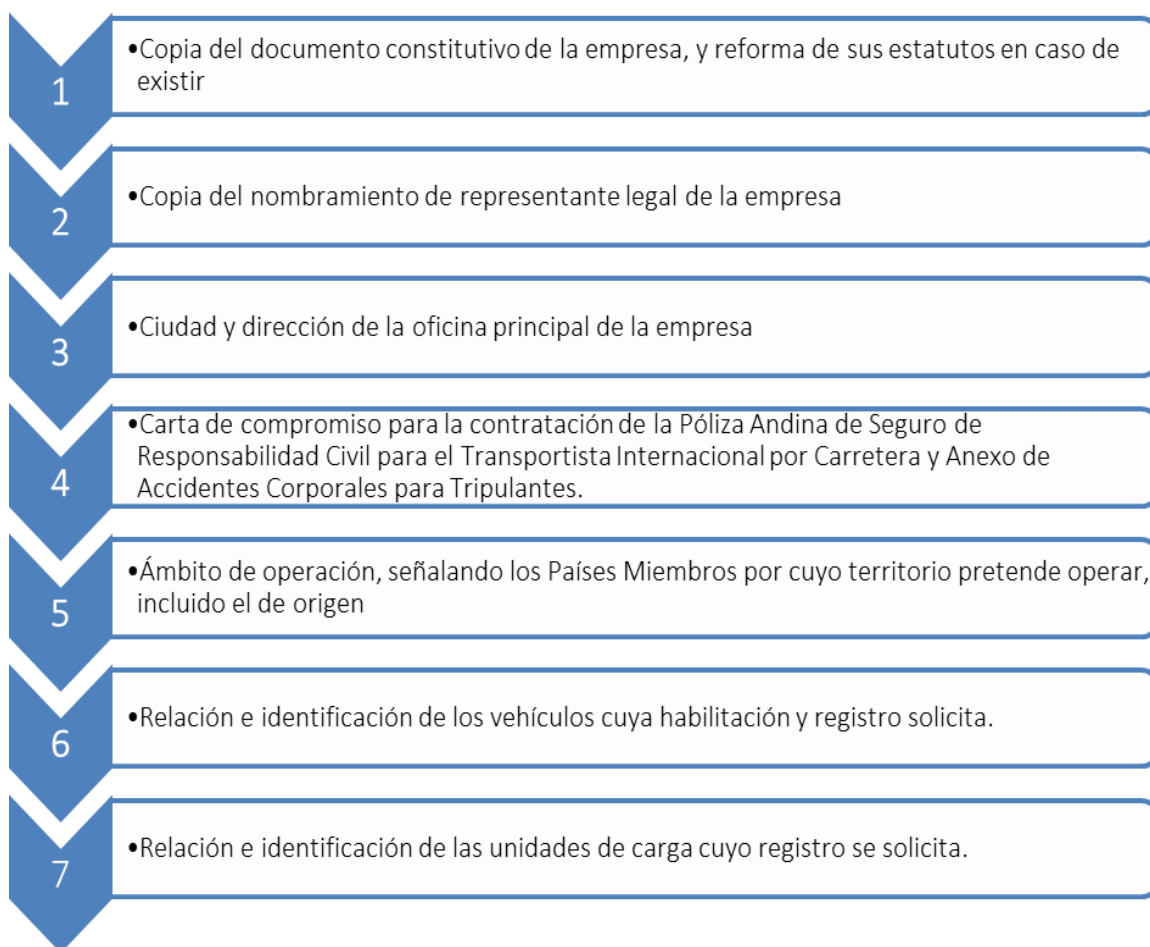 1
•Copia del documento constitutivo de la empresa, y reforma de sus estatutos en caso de
existir
2
•Copia del nombramiento de representante legal de la empresa
3
•Ciudad y dirección de la oficina principal de la empresa
4
•Carta de compromiso para la contratación de la Póliza Andina de Seguro de
Responsabilidad Civil para el Transportista Internacional por Carretera y Anexo de
Accidentes Corporales para Tripulantes.
5
•Ámbito de operación, señalando los Países Miembros por cuyo territorio pretende operar,
incluido el de origen
6
•Relación e identificación de los vehículos cuya habilitación y registro solicita.
7
•Relación e identificación de las unidades de carga cuyo registro se solicita.